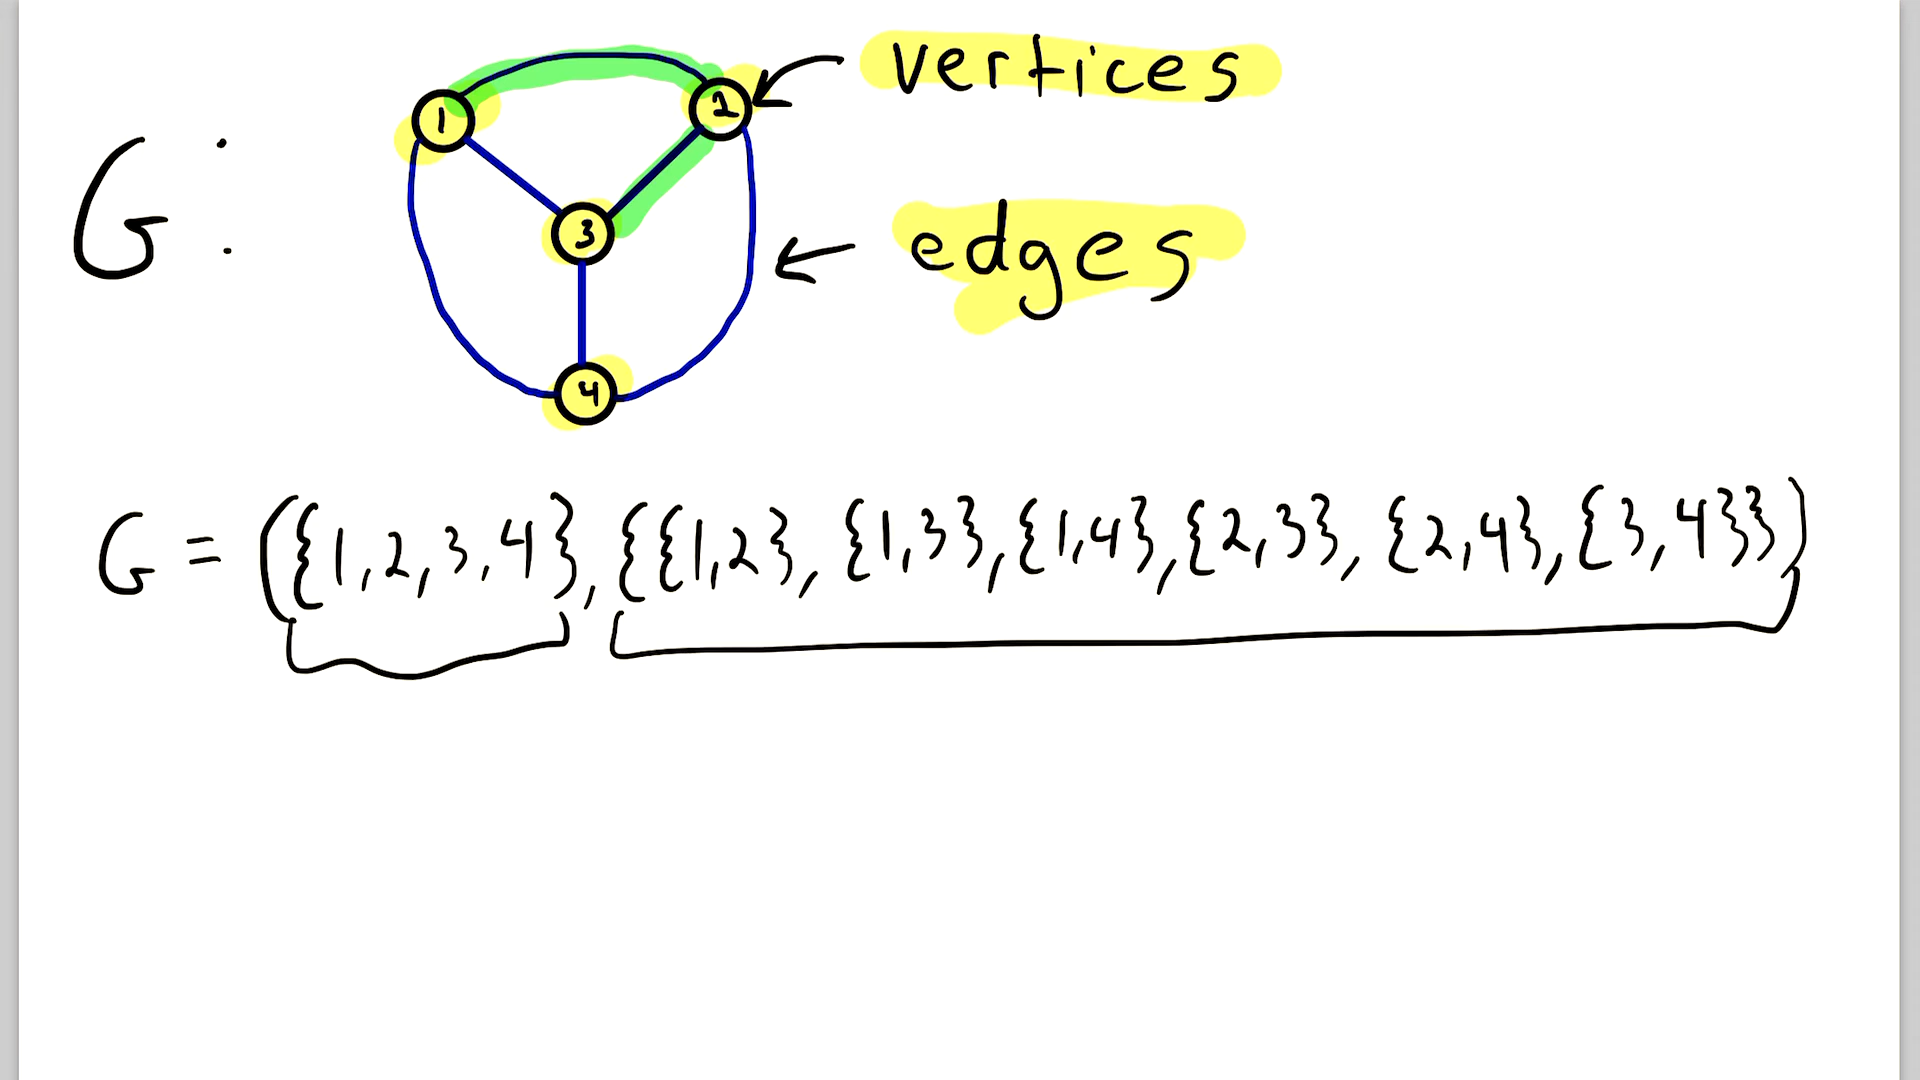 G: 1 2 vertices
3 edges
4
G = ({1,2,3,4}, {{1,2}, {1,3}, {1,4}, {2,3}, {2,4}, {3,4}})